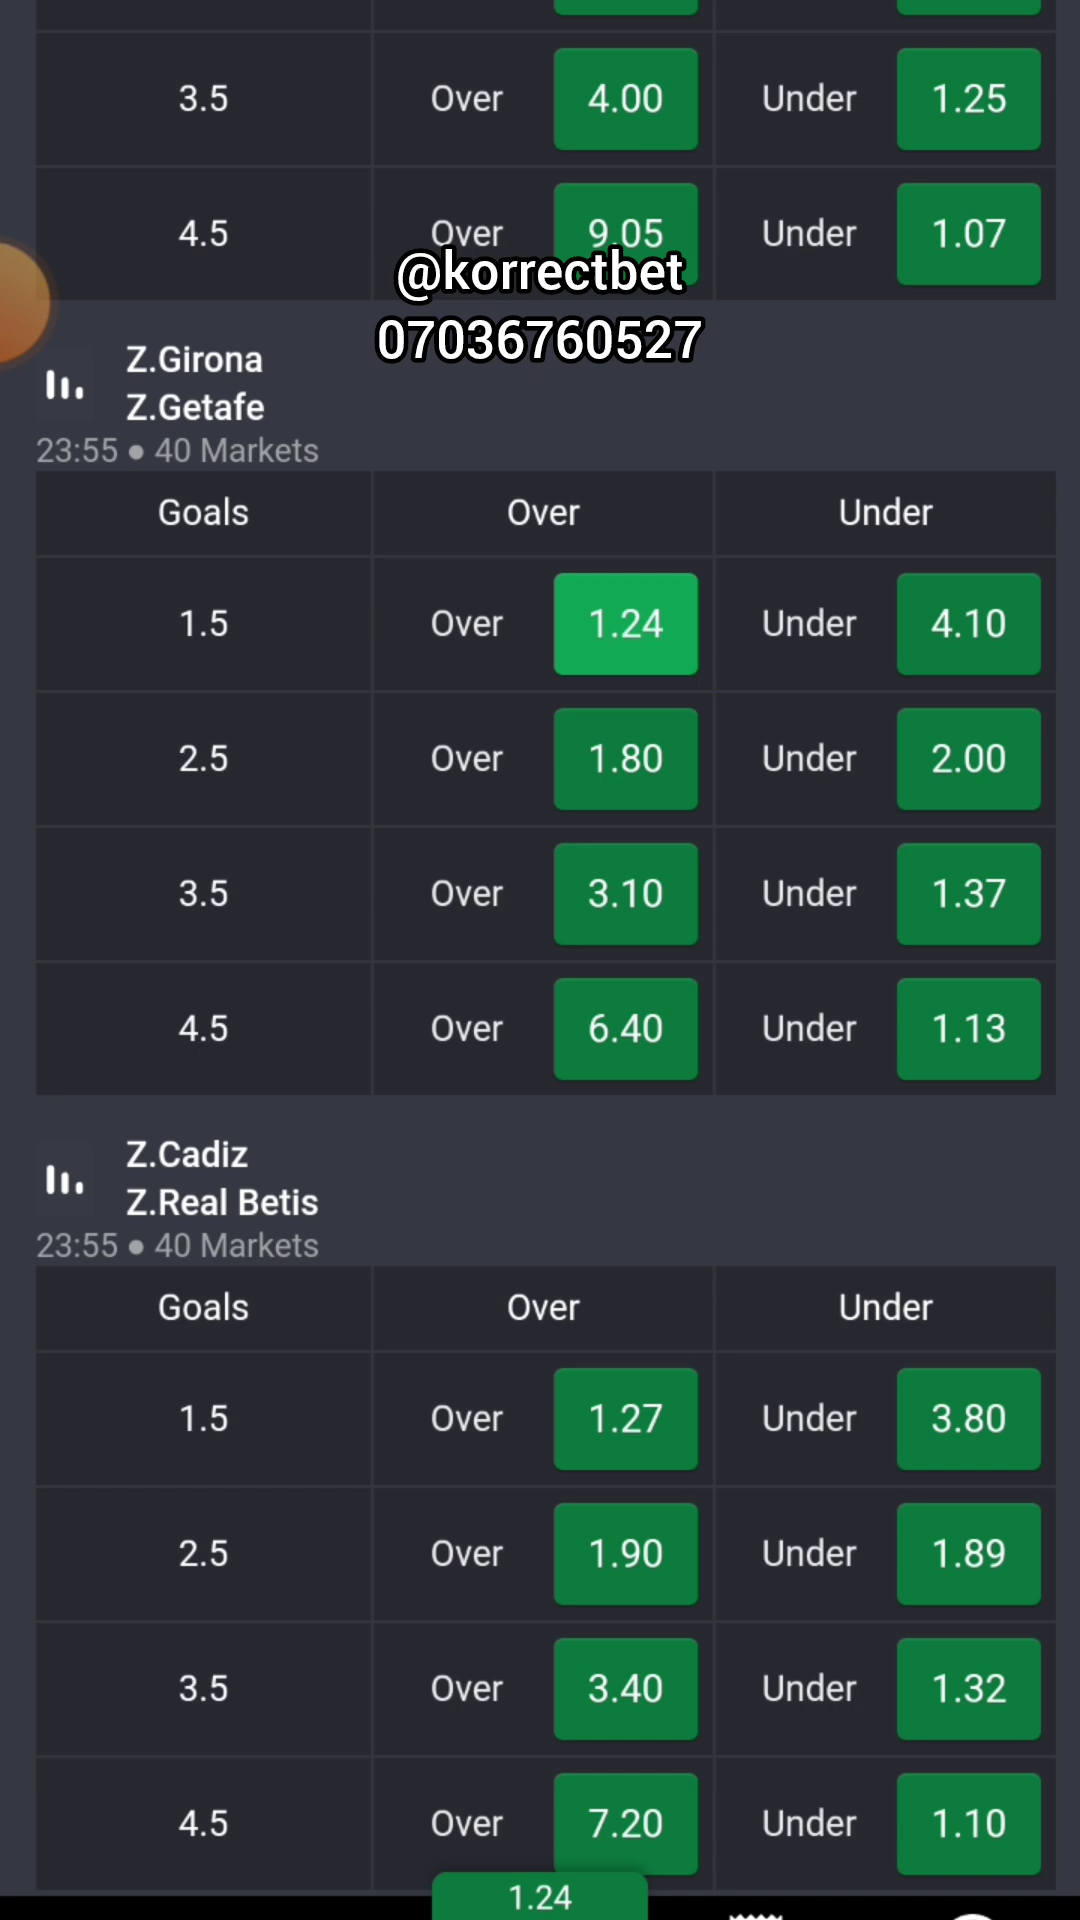 3.5 Over 4.00 Under 1.25
4.5 Over 9.05 Under 1.07
@korrectbet
07036760527
Z.Girona
Z.Getafe
23:55 ● 40 Markets
Goals Over Under
1.5 Over 1.24 Under 4.10
2.5 Over 1.80 Under 2.00
3.5 Over 3.10 Under 1.37
4.5 Over 6.40 Under 1.13
Z.Cadiz
Z.Real Betis
23:55 ● 40 Markets
Goals Over Under
1.5 Over 1.27 Under 3.80
2.5 Over 1.90 Under 1.89
3.5 Over 3.40 Under 1.32
4.5 Over 7.20 Under 1.10
1.24